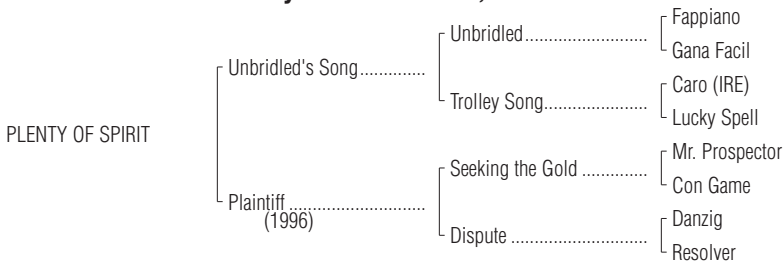 Fappiano
Unbridled..........................
Gana Facil
Unbridled's Song..............
Caro (IRE)
Trolley Song......................
Lucky Spell
PLENTY OF SPIRIT
Mr. Prospector
Seeking the Gold ..............
Con Game
Plaintiff .............................
(1996)
Danzig
Dispute .............................
Resolver